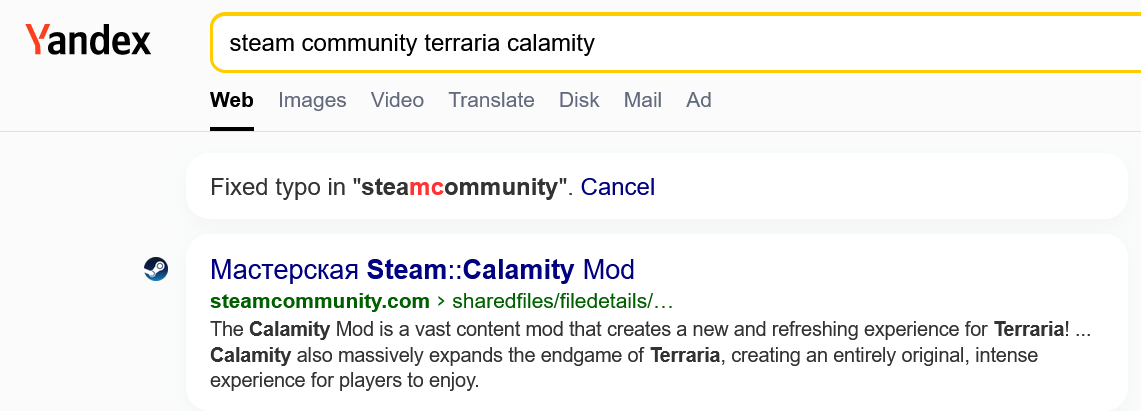 Yandex
steam community terraria calamity
Web Images Video Translate Disk Mail Ad
Fixed typo in "steamcommunity". Cancel
Мастерская Steam::Calamity Mod
steamcommunity.com › sharedfiles/filedetails/…
The Calamity Mod is a vast content mod that creates a new and refreshing experience for Terraria! ...
Calamity also massively expands the endgame of Terraria, creating an entirely original, intense
experience for players to enjoy.